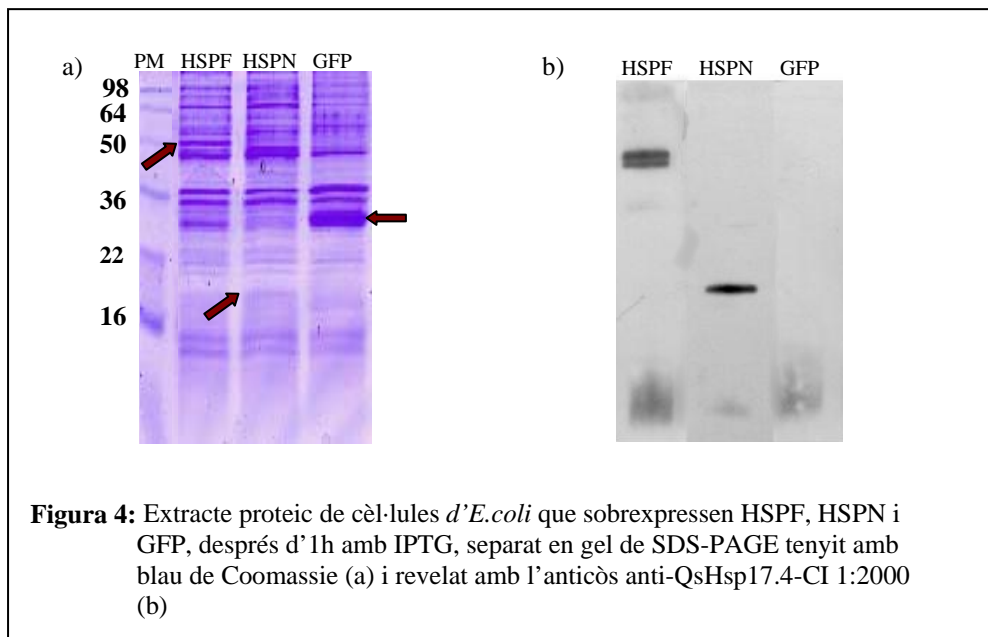 a)
PM HSPF HSPN GFP
98
64
50
36
22
16
b)
HSPF HSPN GFP
Figura 4: Extracte proteic de cèl·lules d’E.coli que sobrexpressen HSPF, HSPN i
GFP, després d’1h amb IPTG, separat en gel de SDS-PAGE tenyit amb
blau de Coomassie (a) i revelat amb l’anticòs anti-QsHsp17.4-CI 1:2000
(b)